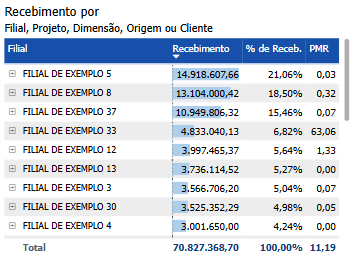 Recebimento por
Filial, Projeto, Dimensão, Origem ou Cliente
Filial Recebimento % de Receb. PMR
FILIAL DE EXEMPLO 5 14.918.607,66 21,06% 0,03
FILIAL DE EXEMPLO 8 13.104.000,42 18,50% 0,32
FILIAL DE EXEMPLO 37 10.949.806,32 15,46% 0,07
FILIAL DE EXEMPLO 33 4.833.040,13 6,82% 63,06
FILIAL DE EXEMPLO 12 3.997.465,37 5,64% 1,33
FILIAL DE EXEMPLO 13 3.736.114,52 5,27% 0,00
FILIAL DE EXEMPLO 3 3.566.706,20 5,04% 0,07
FILIAL DE EXEMPLO 30 3.525.352,29 4,98% 0,05
FILIAL DE EXEMPLO 4 3.001.650,00 4,24% 0,00
Total 70.827.368,70 100,00% 11,19